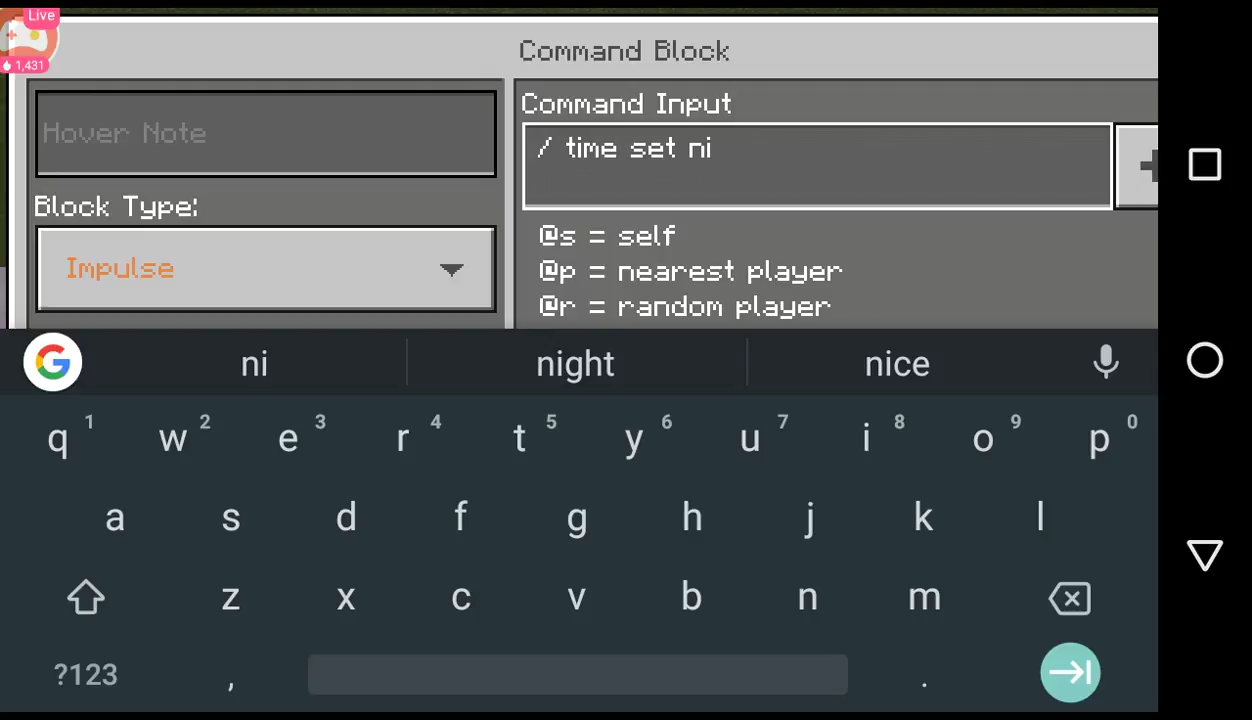 Live
1,431
Command Block
Hover Note
Command Input
/ time set ni
Block Type:
Impulse
@s = self
@p = nearest player
@r = random player
ni night nice
q 1 w 2 e 3 r 4 t 5 y 6 u 7 i 8 o 9 p 0
a s d f g h j k l
z x c v b n m
?123 , .